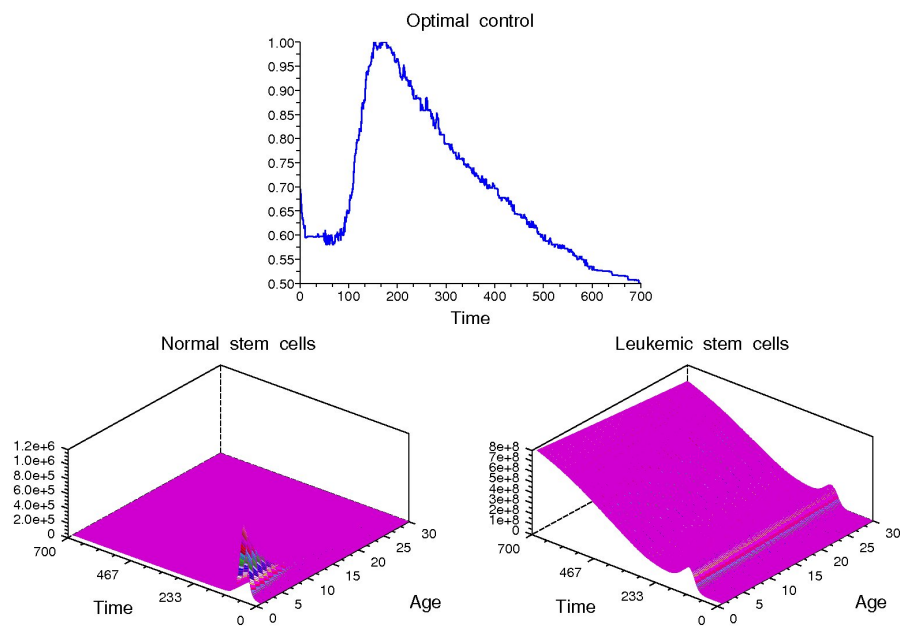 Optimal control
1.00
0.95
0.90
0.85
0.80
0.75
0.70
0.65
0.60
0.55
0.50
0 100 200 300 400 500 600 700
Time
Normal stem cells
1.2e+6
1.0e+6
8.0e+5
6.0e+5
4.0e+5
2.0e+5
0
700
467
233
0
Time
0
5
10
15
20
25
30
Age
Leukemic stem cells
8e+8
7e+8
6e+8
5e+8
4e+8
3e+8
2e+8
1e+8
0
700
467
233
0
Time
0
5
10
15
20
25
30
Age